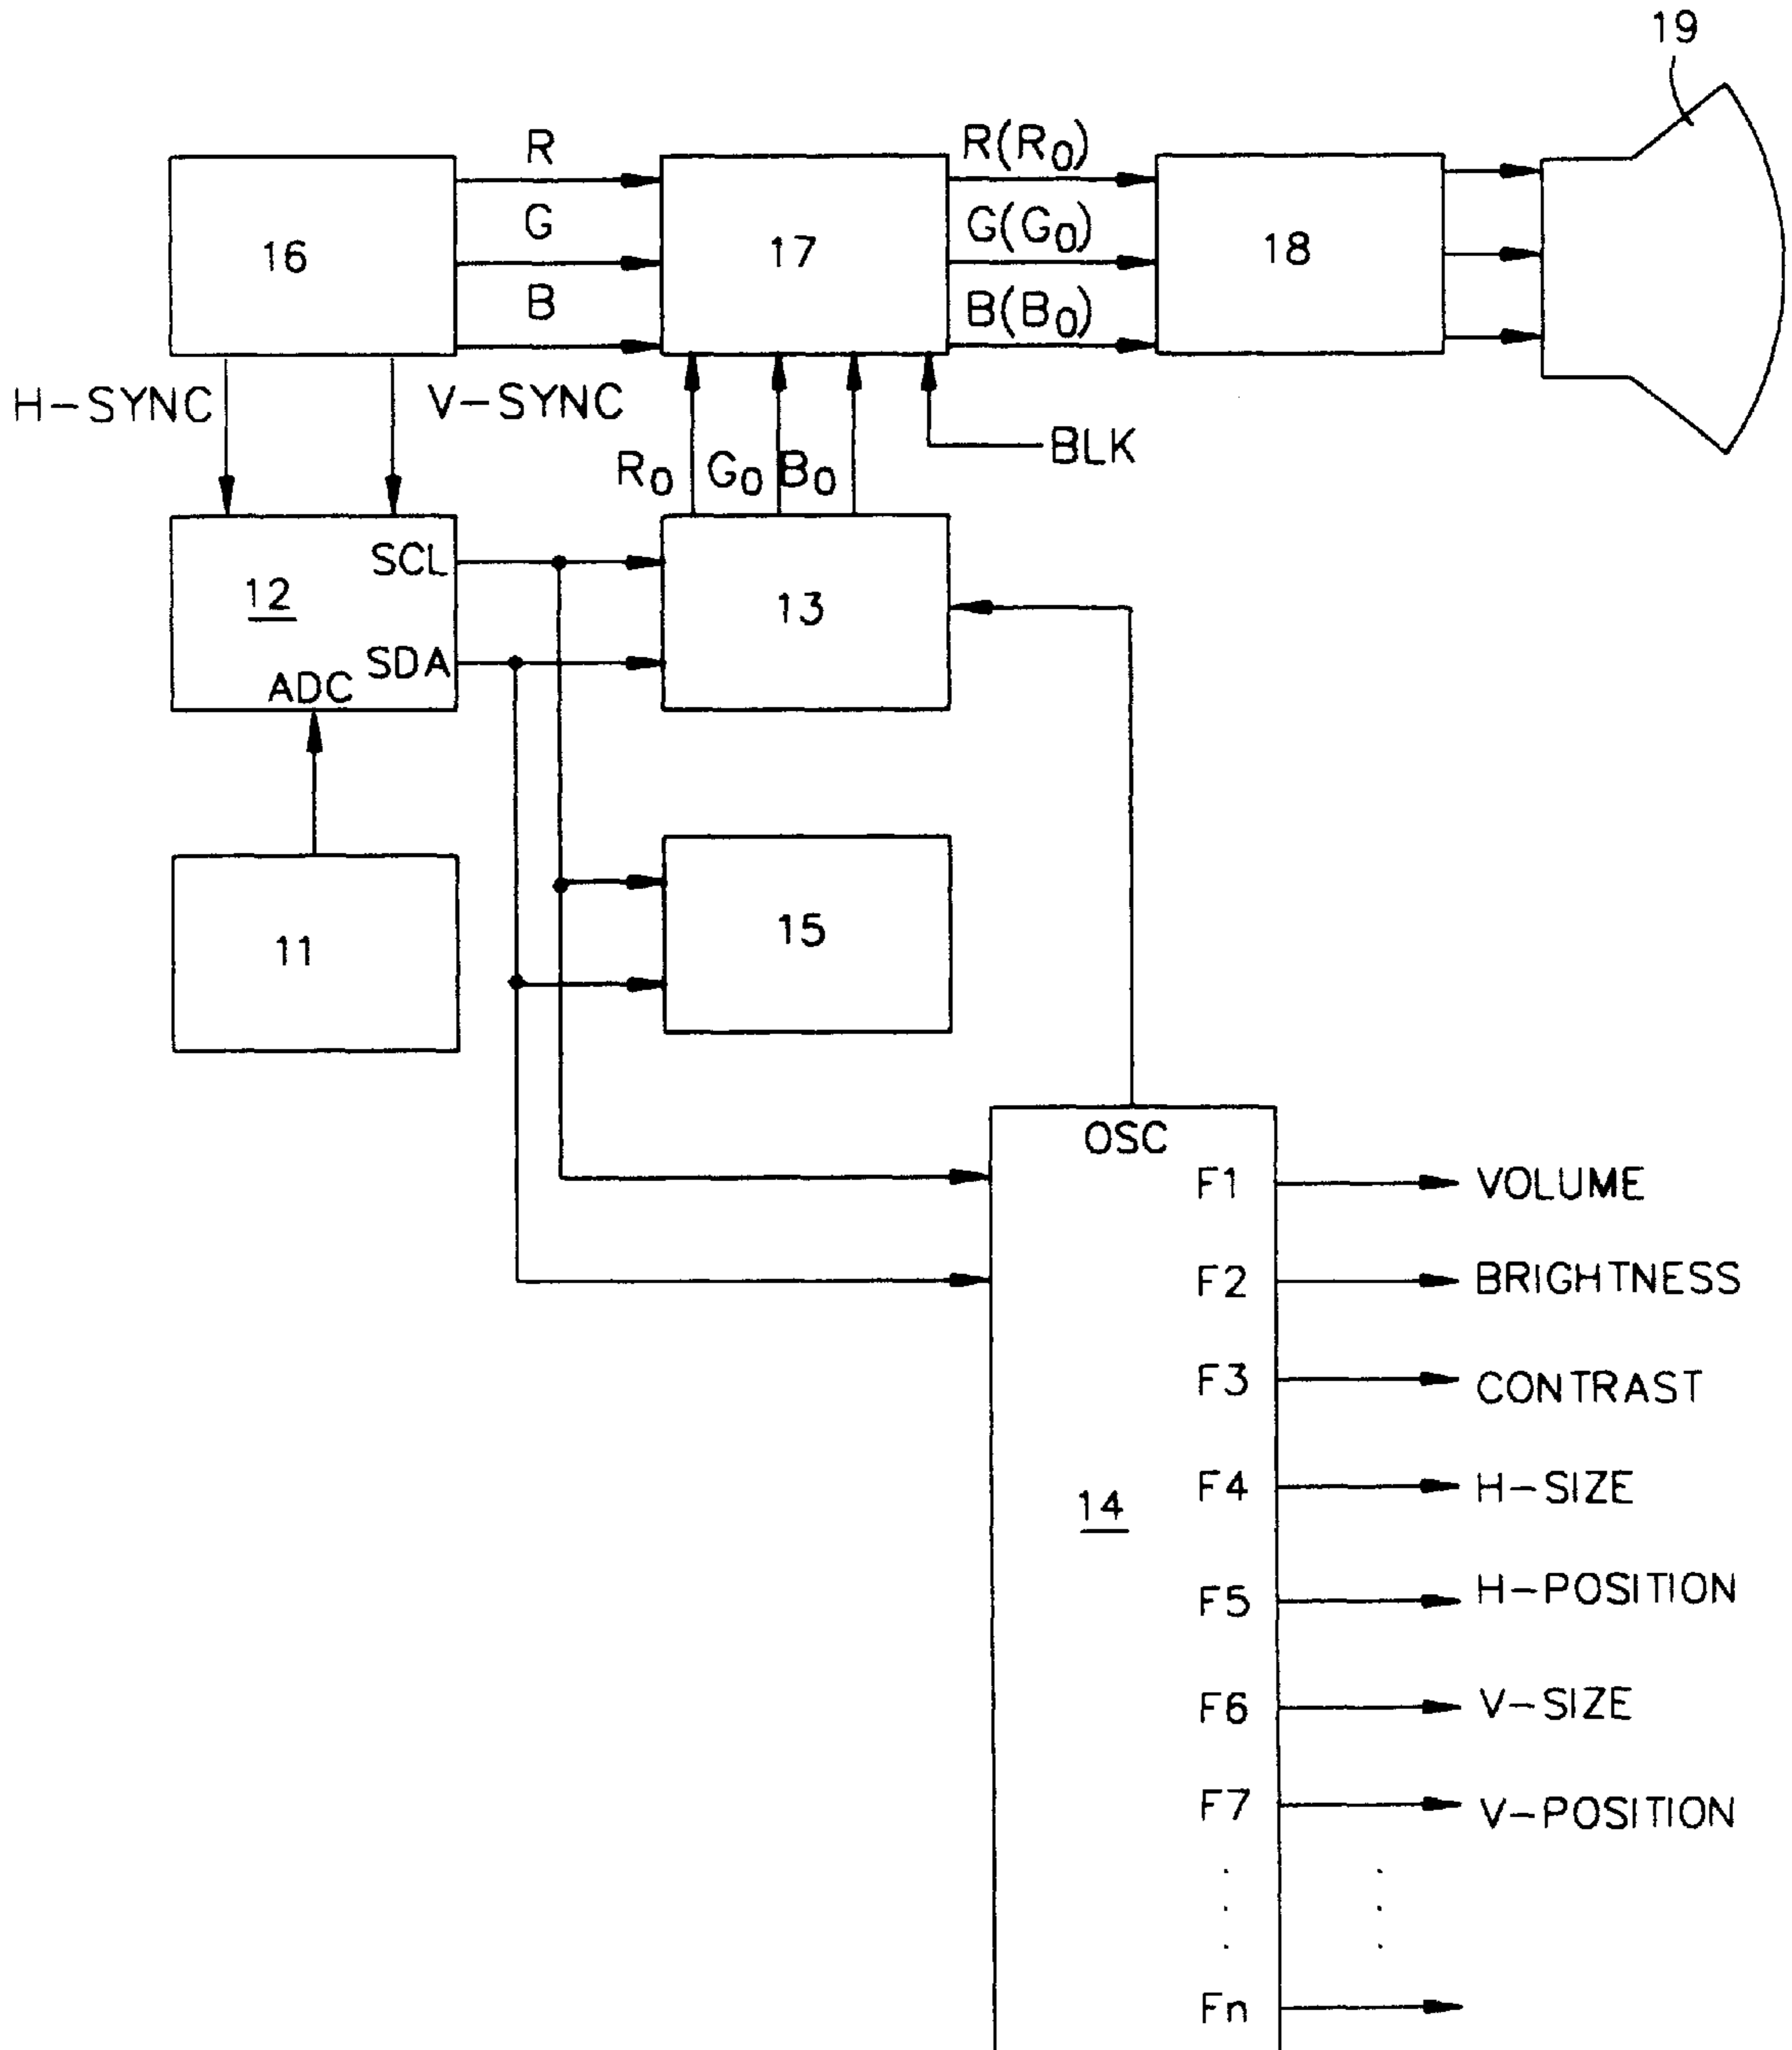 19
R
R(R₀)
16
G
17
G(G₀)
18
B
B(B₀)
H-SYNC
V-SYNC
BLK
R₀
G₀
B₀
SCL
12
13
SDA
ADC
11
15
OSC
F1
VOLUME
F2
BRIGHTNESS
F3
CONTRAST
14
F4
H-SIZE
F5
H-POSITION
F6
V-SIZE
F7
V-POSITION
Fn